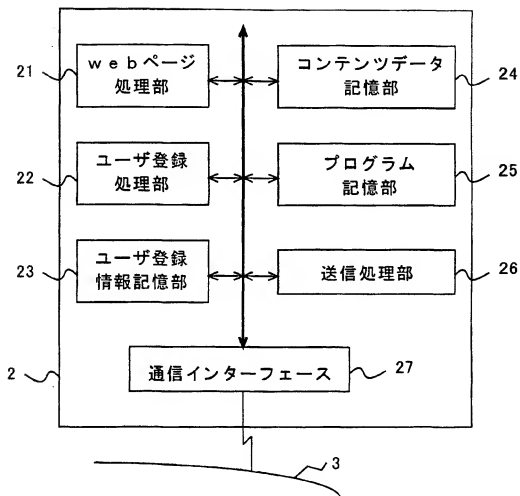 21
ｗｅｂページ
処理部
コンテンツデータ
記憶部
24
22
ユーザ登録
処理部
プログラム
記憶部
25
23
ユーザ登録
情報記憶部
送信処理部
26
2
通信インターフェース
27
3